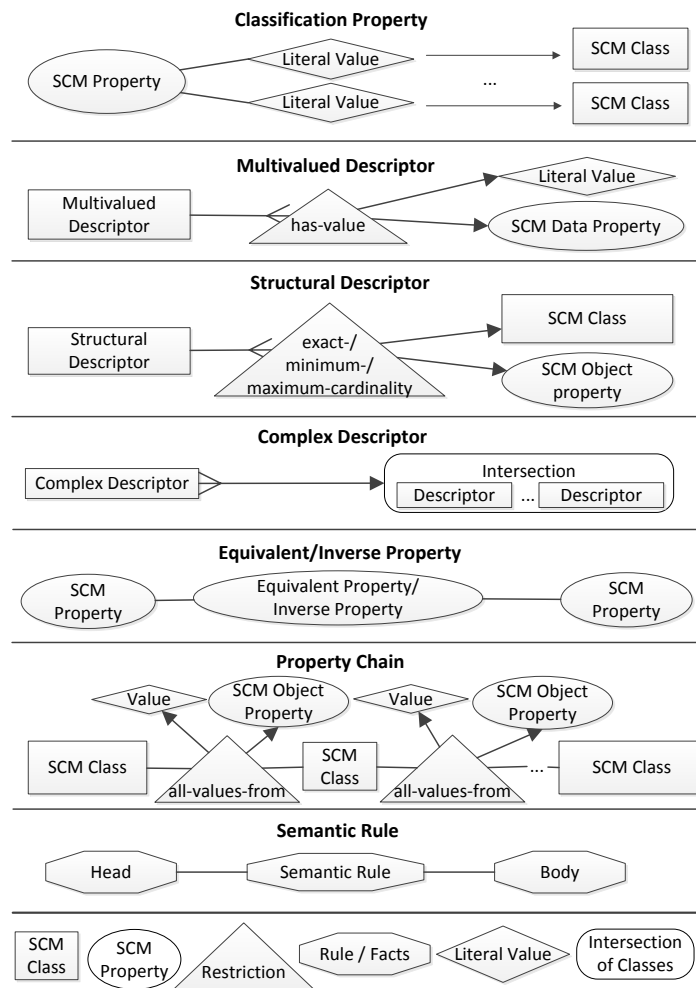 Classification Property
Literal Value
SCM Class
SCM Property
...
Literal Value
SCM Class
Multivalued Descriptor
Literal Value
Multivalued
Descriptor
has-value
SCM Data Property
Structural Descriptor
SCM Class
Structural
Descriptor
exact-/
minimum-/
maximum-cardinality
SCM Object
property
Complex Descriptor
Complex Descriptor
Intersection
Descriptor ... Descriptor
Equivalent/Inverse Property
SCM
Property
Equivalent Property/
Inverse Property
SCM
Property
Property Chain
Value
SCM Object
Property
Value
SCM Object
Property
SCM Class
all-values-from
SCM
Class
all-values-from
...
SCM Class
Semantic Rule
Head
Semantic Rule
Body
SCM
Class
SCM
Property
Restriction
Rule / Facts
Literal Value
Intersection
of Classes